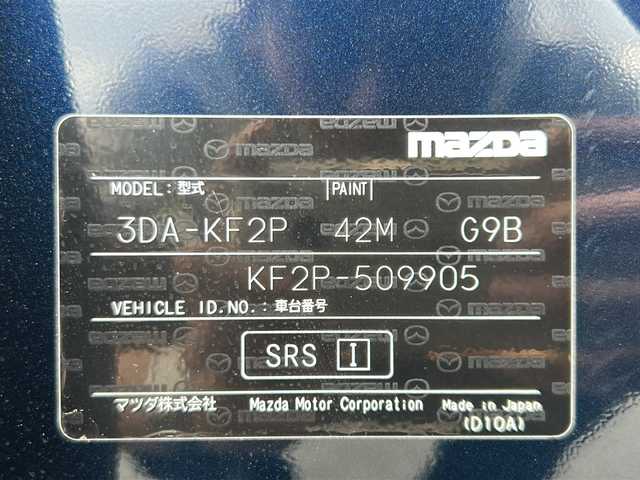 mazda
MODEL: 型式 PAINT
3DA-KF2P 42M G9B
KF2P-509905
VEHICLE ID.NO.: 車台番号
SRS I
マツダ株式会社 Mazda Motor Corporation Made in Japan
(D10A)